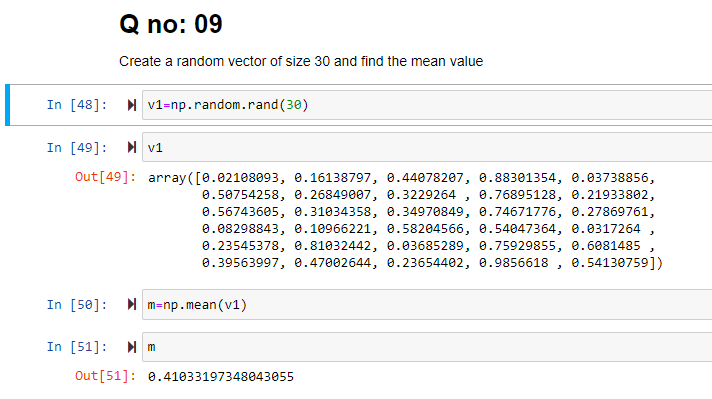 Q no: 09
Create a random vector of size 30 and find the mean value
In [48]: v1=np.random.rand(30)
In [49]: v1
Out[49]: array([0.02108093, 0.16138797, 0.44078207, 0.88301354, 0.03738856,
0.50754258, 0.26849007, 0.3229264 , 0.76895128, 0.21933802,
0.56743605, 0.31034358, 0.34970849, 0.74671776, 0.27869761,
0.08298843, 0.10966221, 0.58204566, 0.54047364, 0.0317264 ,
0.23545378, 0.81032442, 0.03685289, 0.75929855, 0.6081485 ,
0.39563997, 0.47002644, 0.23654402, 0.9856618 , 0.54130759])
In [50]: m=np.mean(v1)
In [51]: m
Out[51]: 0.41033197348043055